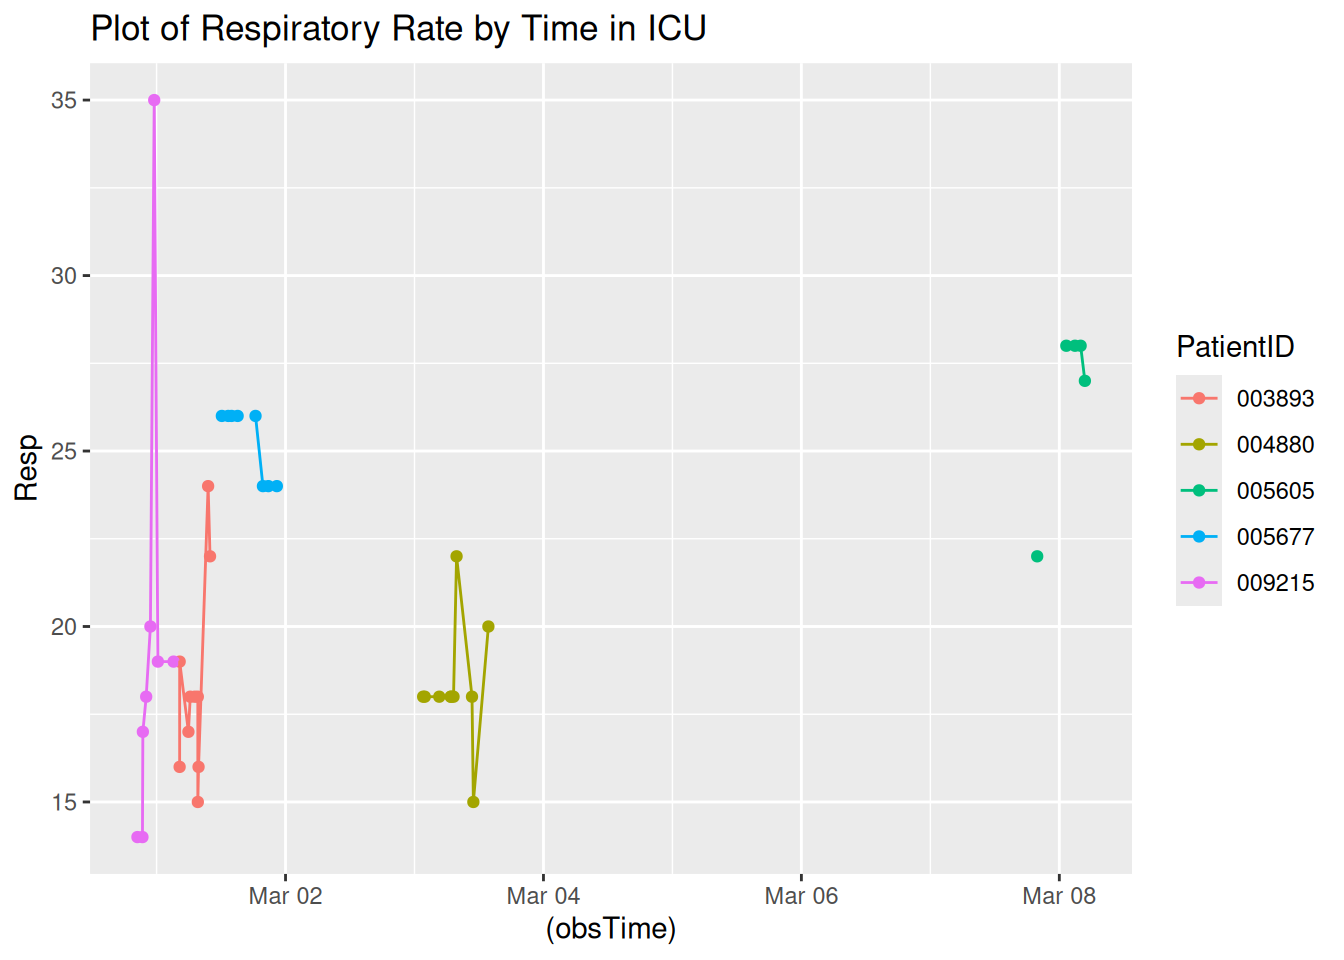 Plot of Respiratory Rate by Time in ICU
35
30
25
20
15
Resp
Mar 02
Mar 04
Mar 06
Mar 08
(obsTime)
PatientID
003893
004880
005605
005677
009215